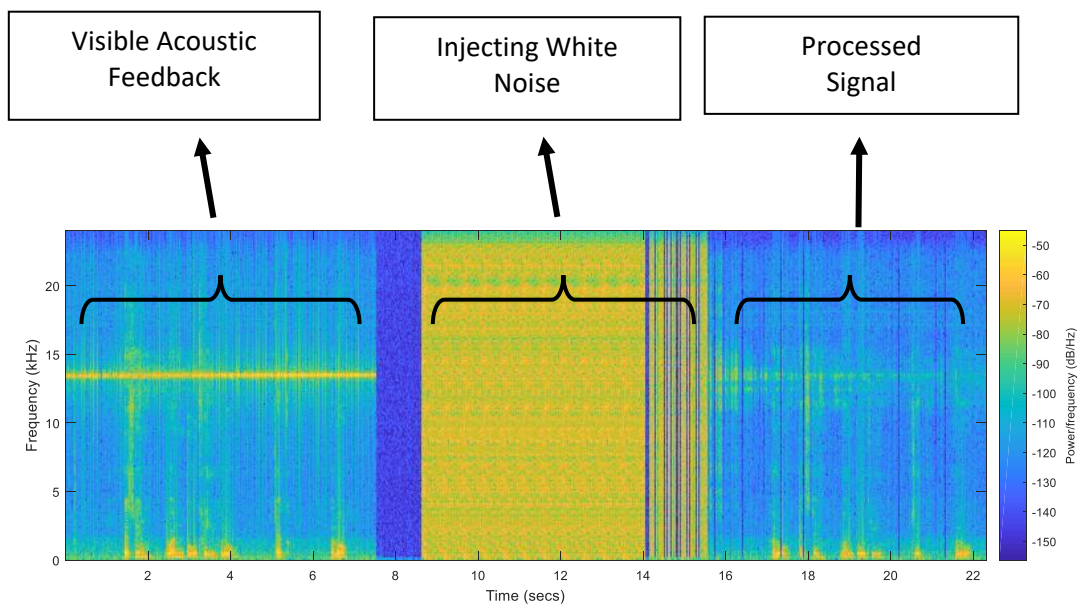 Visible Acoustic
Feedback
Injecting White
Noise
Processed
Signal
20
15
10
5
0
Frequency (kHz)
2 4 6 8 10 12 14 16 18 20 22
Time (secs)
-50
-60
-70
-80
-90
-100
-110
-120
-130
-140
-150
Power/frequency (dB/Hz)